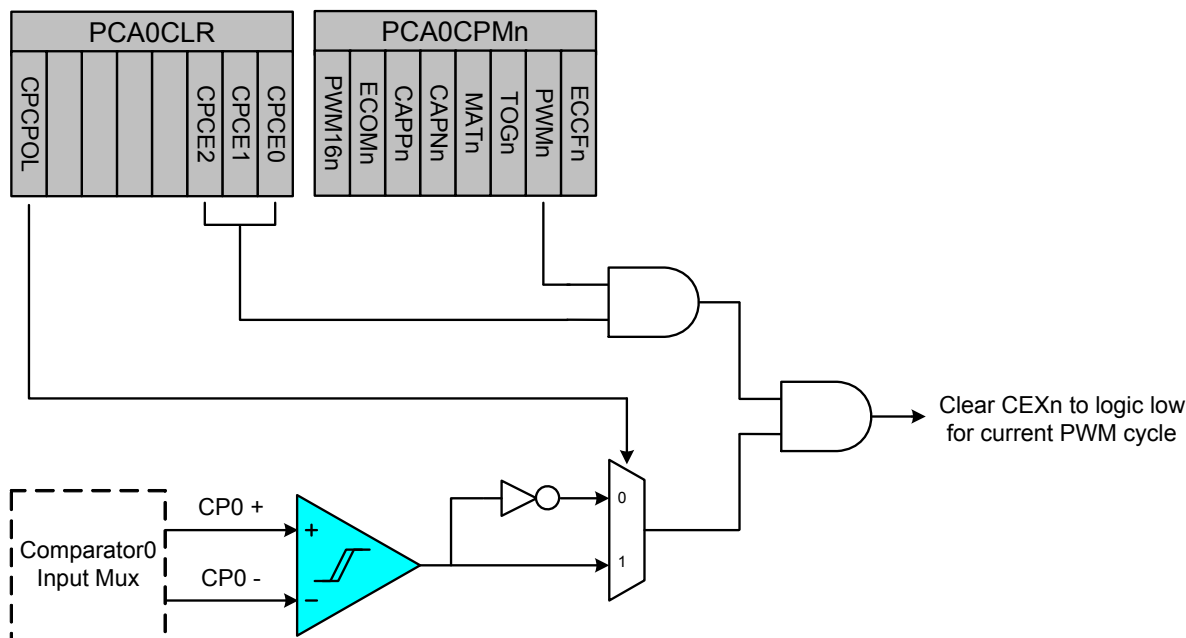 PCA0CLR
CPCPOL
CPCE2
CPCE1
CPCE0
PCA0CPMn
PWM16n
ECOMn
CAPPn
CAPNn
MATn
TOGn
PWMn
ECCFn
Clear CEXn to logic low
for current PWM cycle
Comparator0
Input Mux
CP0 +
CP0 -
+
−
0
1